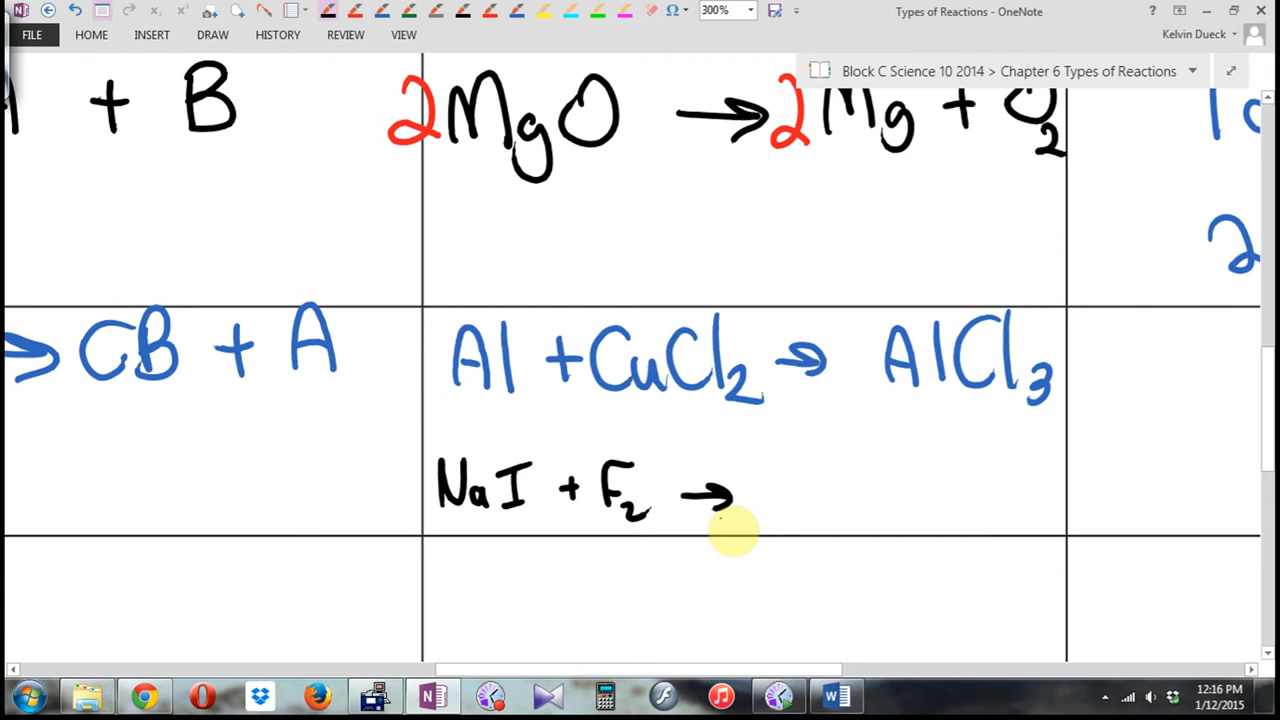 300%
Types of Reactions - OneNote
FILE HOME INSERT DRAW HISTORY REVIEW VIEW
Kelvin Dueck
Block C Science 10 2014 > Chapter 6 Types of Reactions
+ B
2MgO → 2Mg + O2
2
→ CB + A
Al + CuCl2 → AlCl3
NaI + F2 →
12:16 PM
1/12/2015